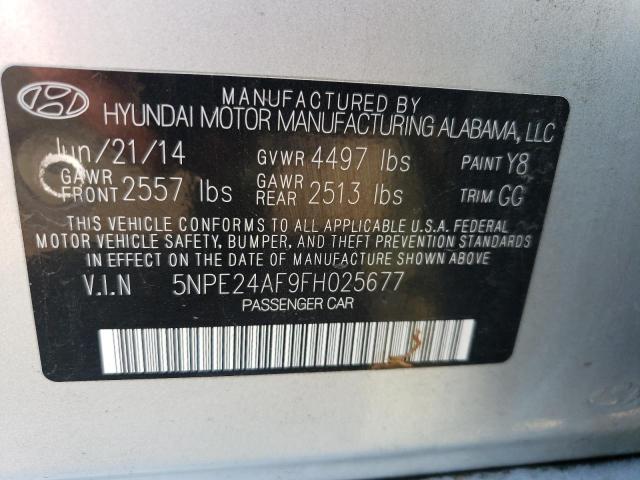 MANUFACTURED BY
HYUNDAI MOTOR MANUFACTURING ALABAMA, LLC
Jun/21/14 GVWR 4497 lbs PAINT Y8
GAWR FRONT 2557 lbs GAWR REAR 2513 lbs TRIM GG
THIS VEHICLE CONFORMS TO ALL APPLICABLE U.S.A. FEDERAL
MOTOR VEHICLE SAFETY, BUMPER, AND THEFT PREVENTION STANDARDS
IN EFFECT ON THE DATE OF MANUFACTURE SHOWN ABOVE.
V.I.N 5NPE24AF9FH025677
PASSENGER CAR